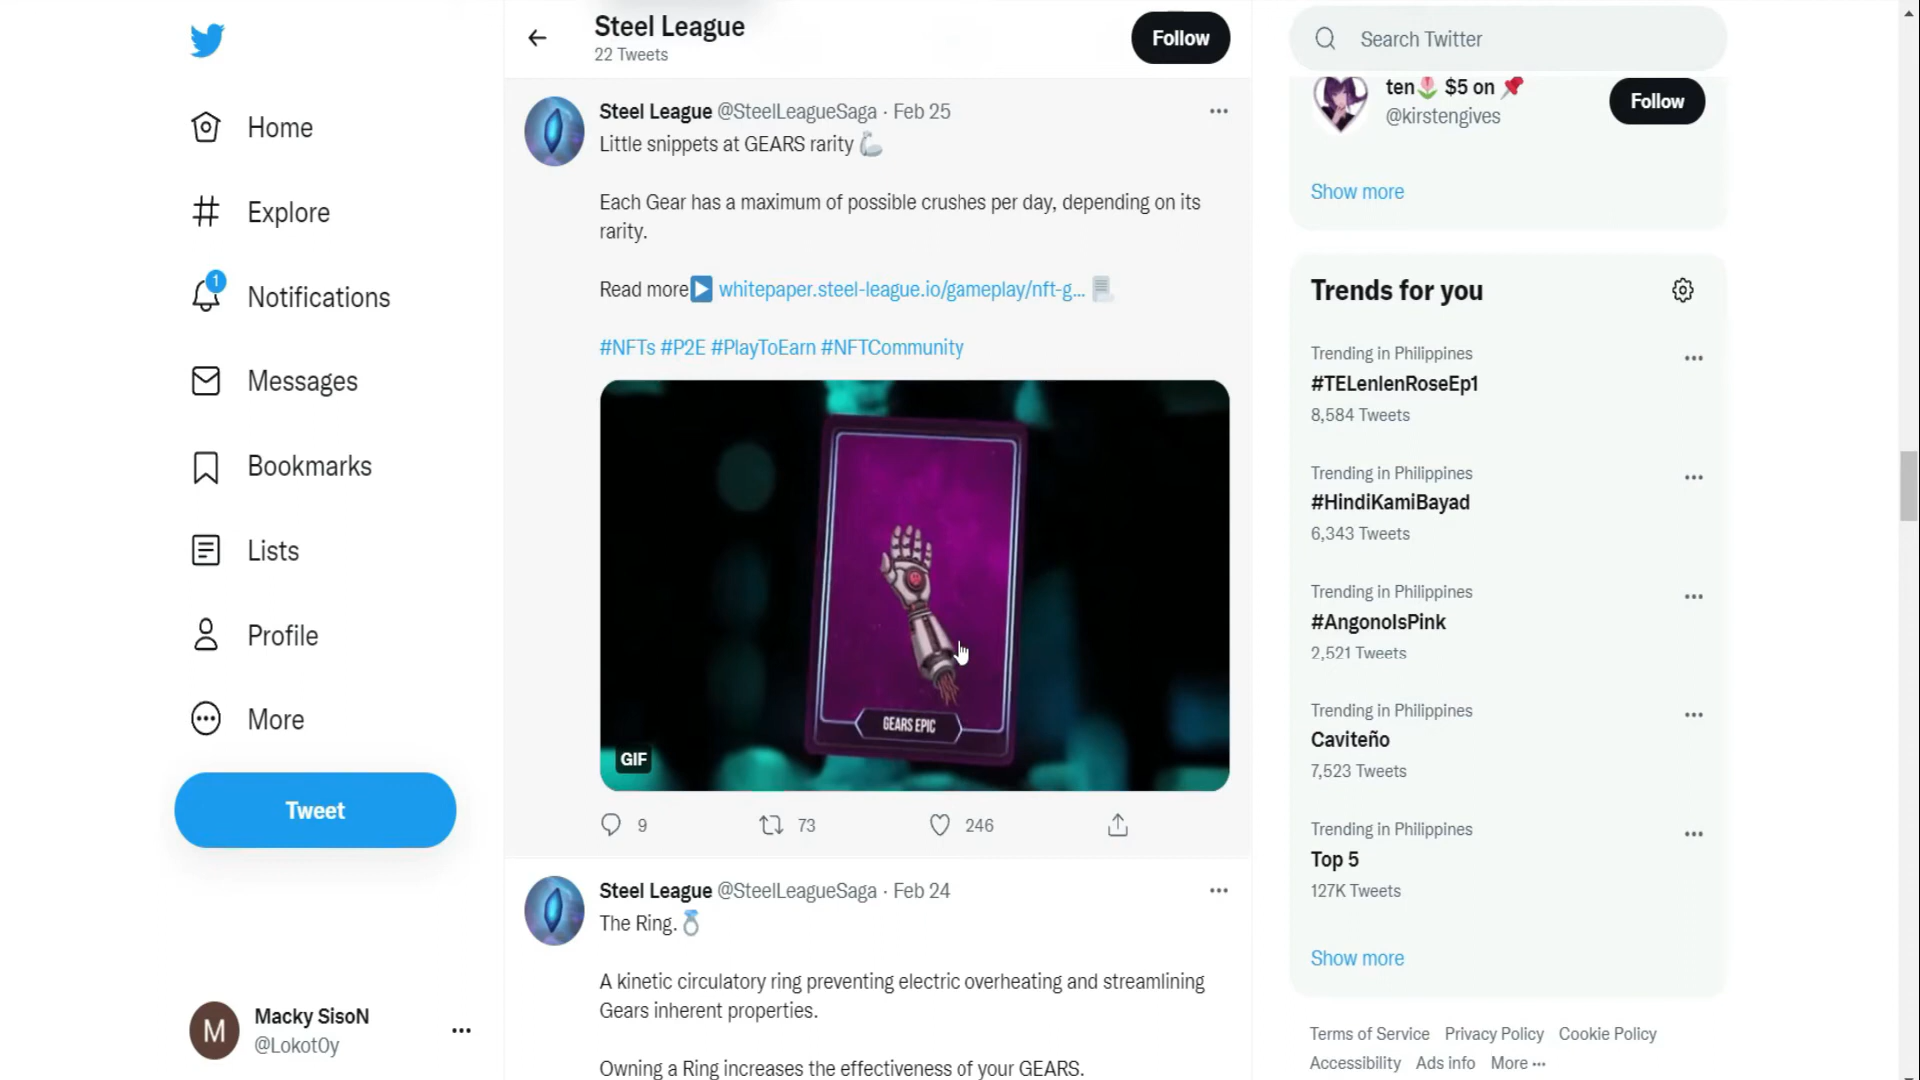 Home
Explore
1
Notifications
Messages
Bookmarks
Lists
Profile
More
Tweet
M
Macky SisoN
@LokotOy
Steel League
22 Tweets
Follow
Steel League @SteelLeagueSaga · Feb 25
Little snippets at GEARS rarity 🦾
Each Gear has a maximum of possible crushes per day, depending on its
rarity.
Read more▶️ whitepaper.steel-league.io/gameplay/nft-g... 📃
#NFTs #P2E #PlayToEarn #NFTCommunity
GEARS EPIC
GIF
9
73
246
Steel League @SteelLeagueSaga · Feb 24
The Ring. 💍
A kinetic circulatory ring preventing electric overheating and streamlining
Gears inherent properties.
Owning a Ring increases the effectiveness of your GEARS.
Search Twitter
ten🌷 $5 on 📌
@kirstengives
Follow
Show more
Trends for you
Trending in Philippines
#TELenlenRoseEp1
8,584 Tweets
Trending in Philippines
#HindiKamiBayad
6,343 Tweets
Trending in Philippines
#AngonoIsPink
2,521 Tweets
Trending in Philippines
Caviteño
7,523 Tweets
Trending in Philippines
Top 5
127K Tweets
Show more
Terms of Service Privacy Policy Cookie Policy
Accessibility Ads info More ···